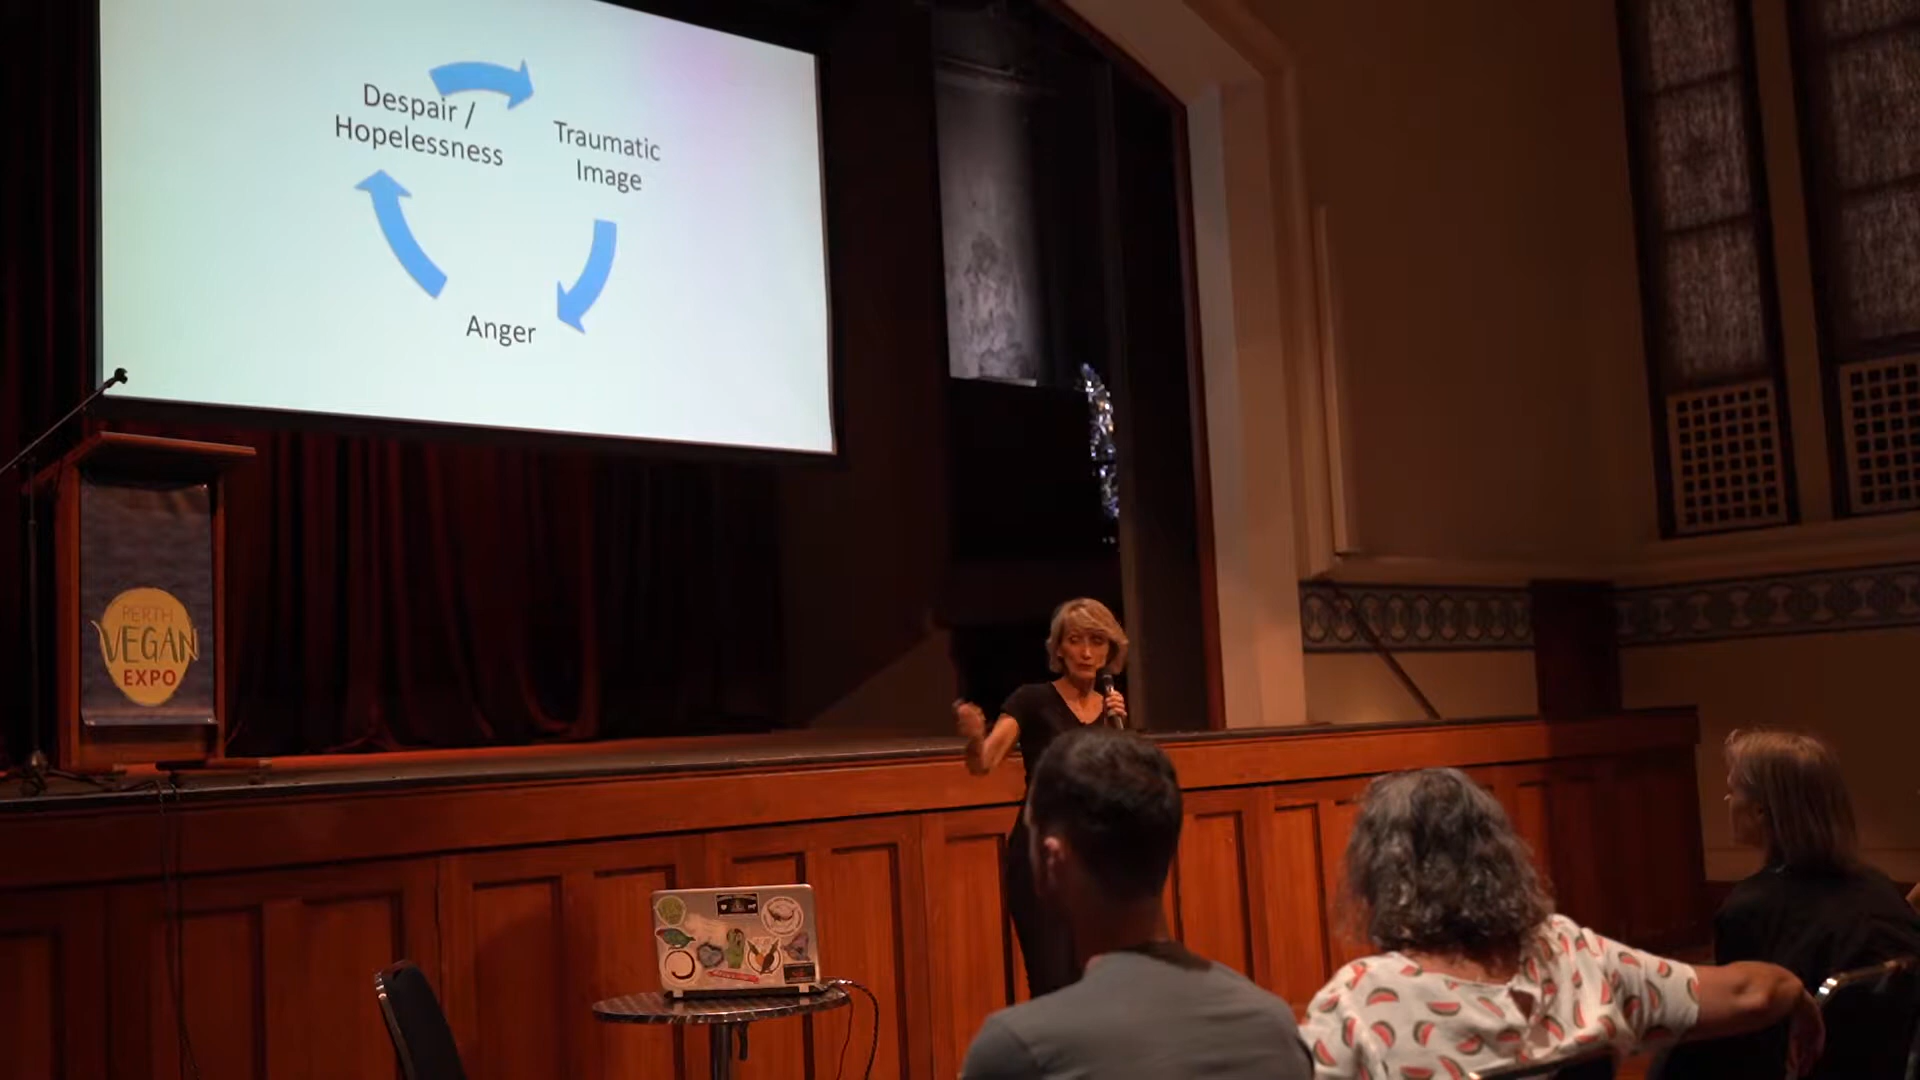 Despair /
Hopelessness
Traumatic
Image
Anger
PERTH
VEGAN
EXPO